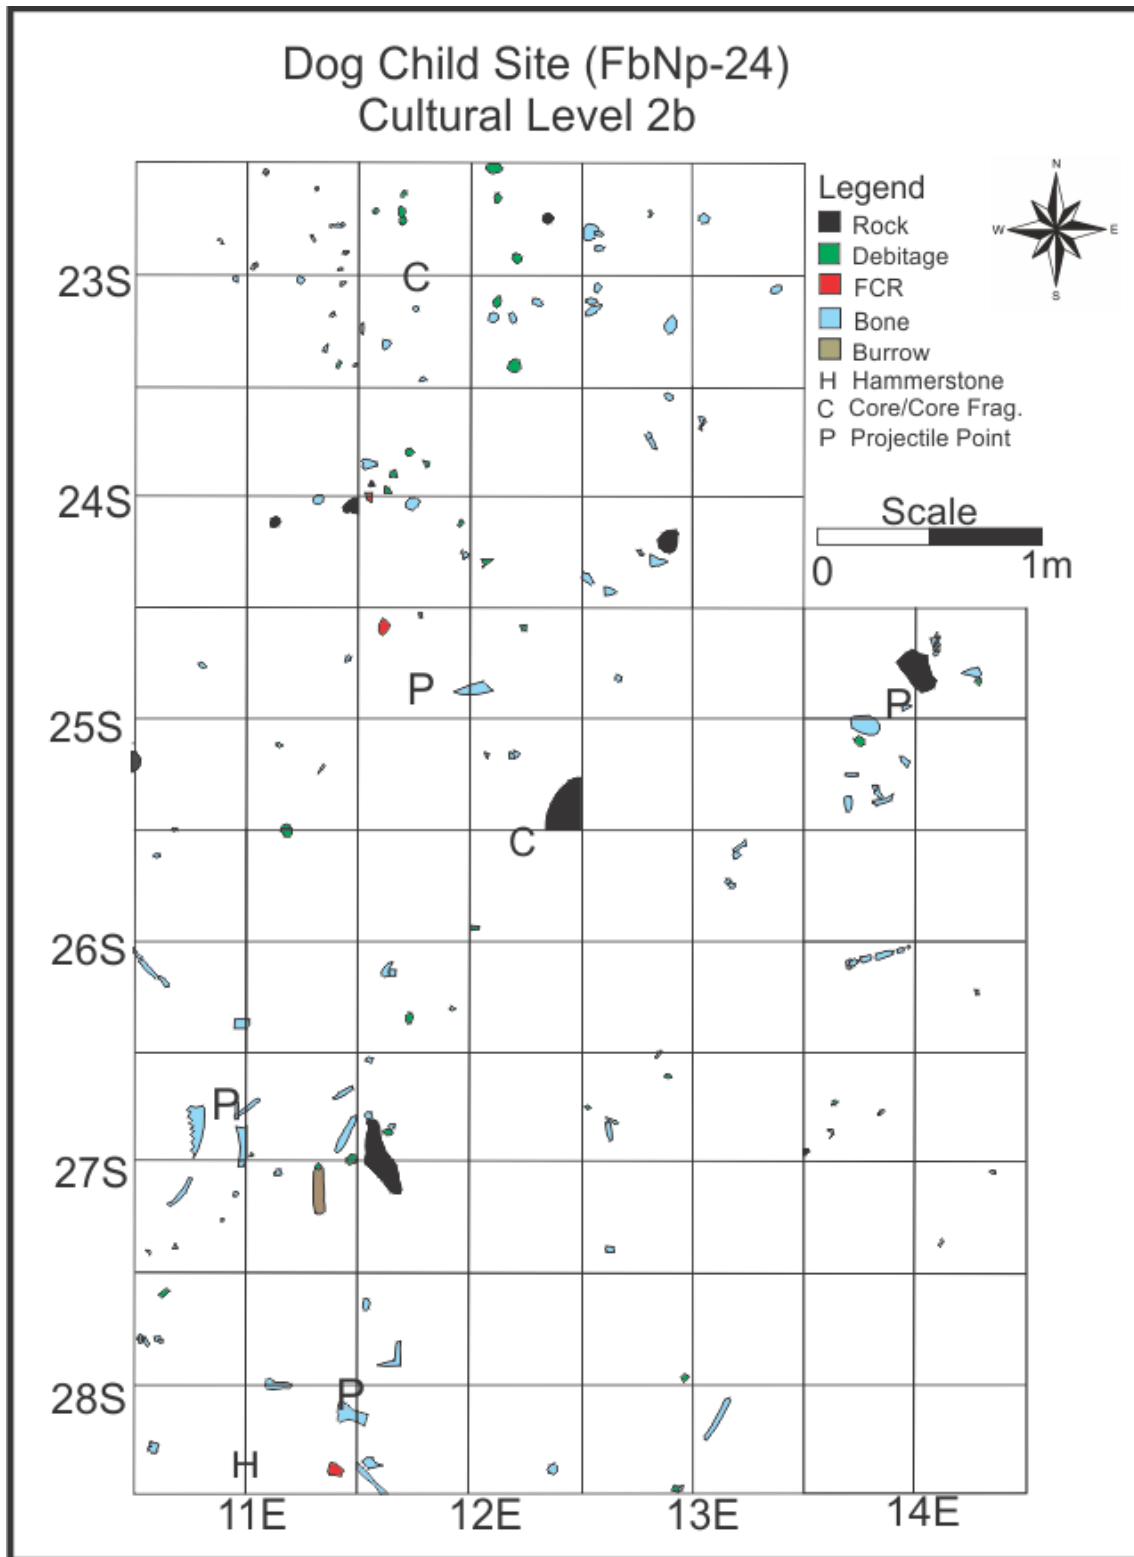 Dog Child Site (FbNp-24)
Cultural Level 2b
Legend
Rock
Debitage
FCR
Bone
Burrow
H Hammerstone
C Core/Core Frag.
P Projectile Point
N
W E
S
Scale
0 1m
23S
C
24S
P
P
25S
C
26S
P
27S
P
28S
H
11E 12E 13E 14E